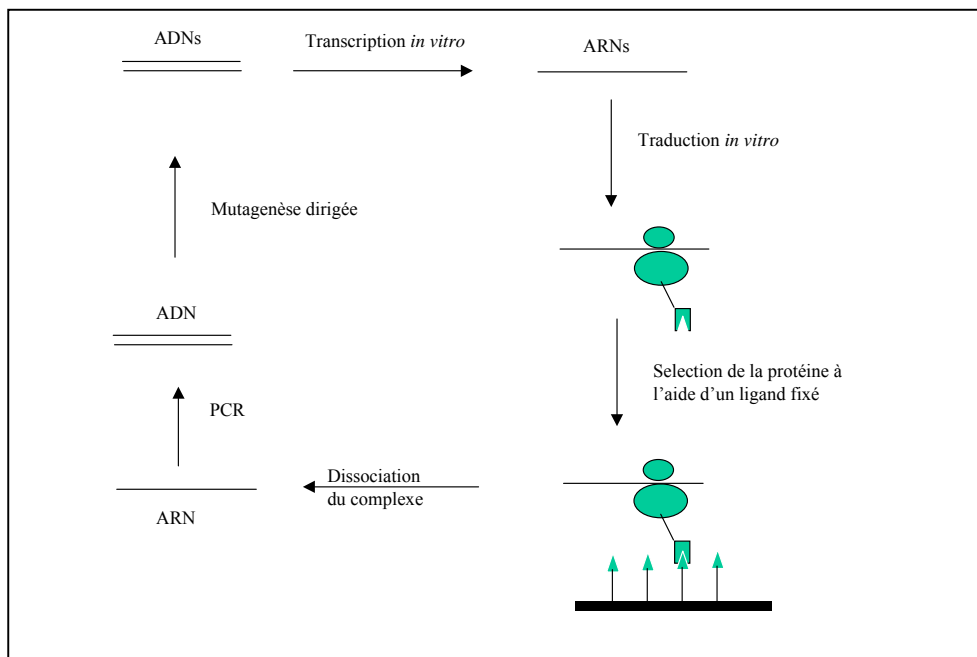 ADNs
Transcription in vitro
ARNs
Traduction in vitro
Mutagenèse dirigée
ADN
Selection de la protéine à
l'aide d'un ligand fixé
PCR
Dissociation
du complexe
ARN